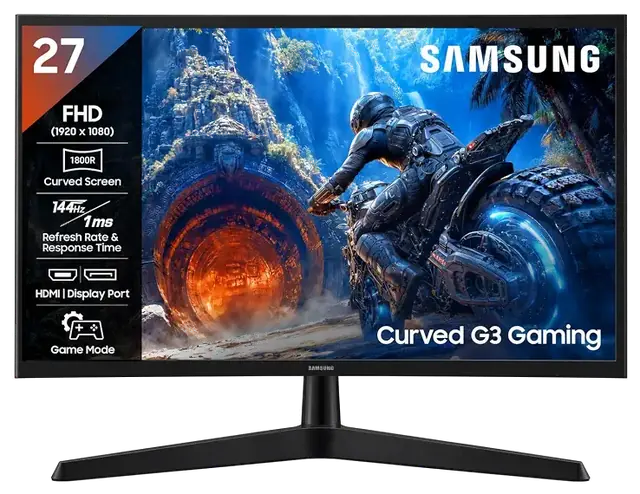 27
SAMSUNG
FHD
(1920 x 1080)
1800R
Curved Screen
144Hz/
1ms
Refresh Rate &
Response Time
HDMI | Display Port
Game Mode
Curved G3 Gaming
SAMSUNG